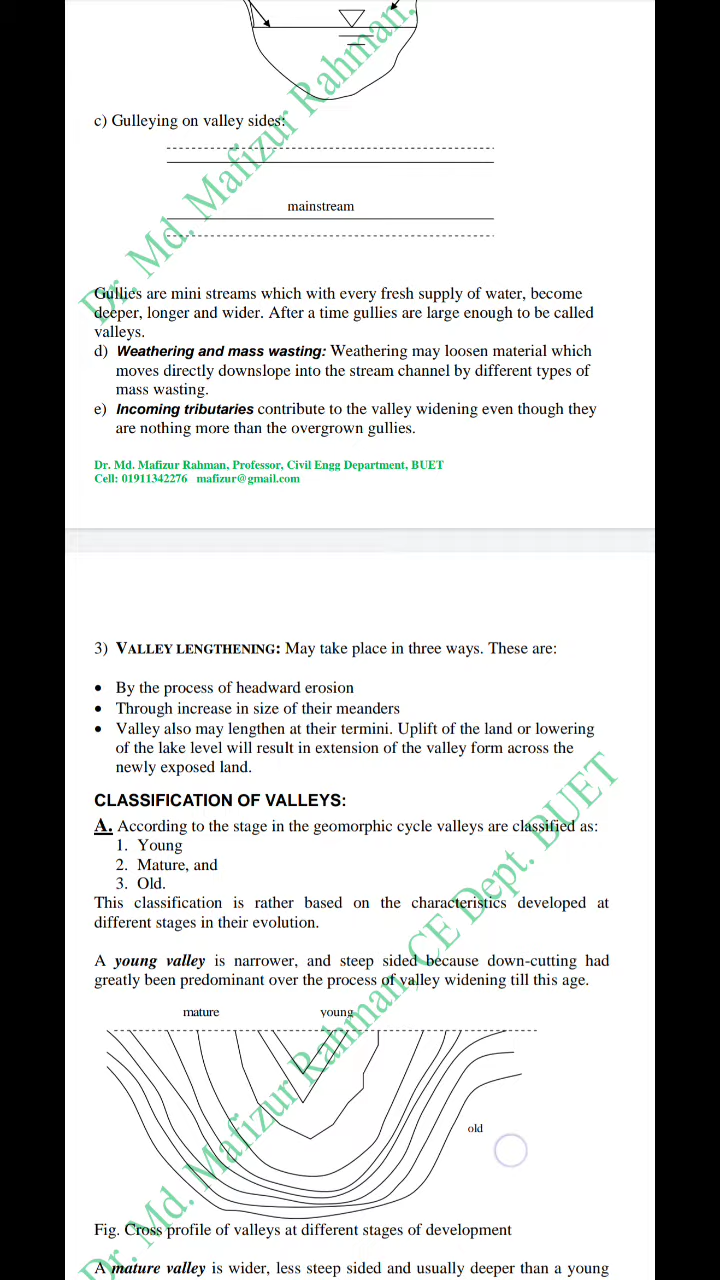 c) Gulleying on valley sides:
mainstream
Gullies are mini streams which with every fresh supply of water, become
deeper, longer and wider. After a time gullies are large enough to be called
valleys.
d) Weathering and mass wasting: Weathering may loosen material which
moves directly downslope into the stream channel by different types of
mass wasting.
e) Incoming tributaries contribute to the valley widening even though they
are nothing more than the overgrown gullies.
Dr. Md. Mafizur Rahman, Professor, Civil Engg Department, BUET
Cell: 01911342276 mafizur@gmail.com
Dr. Md. Mafizur Rahman,
3) VALLEY LENGTHENING: May take place in three ways. These are:
• By the process of headward erosion
• Through increase in size of their meanders
• Valley also may lengthen at their termini. Uplift of the land or lowering
of the lake level will result in extension of the valley form across the
newly exposed land.
CLASSIFICATION OF VALLEYS:
A. According to the stage in the geomorphic cycle valleys are classified as:
1. Young
2. Mature, and
3. Old.
This classification is rather based on the characteristics developed at
different stages in their evolution.
A young valley is narrower, and steep sided because down-cutting had
greatly been predominant over the process of valley widening till this age.
mature young
old
Fig. Cross profile of valleys at different stages of development
A mature valley is wider, less steep sided and usually deeper than a young
Dr. Md. Mafizur Rahman, CE Dept. BUET